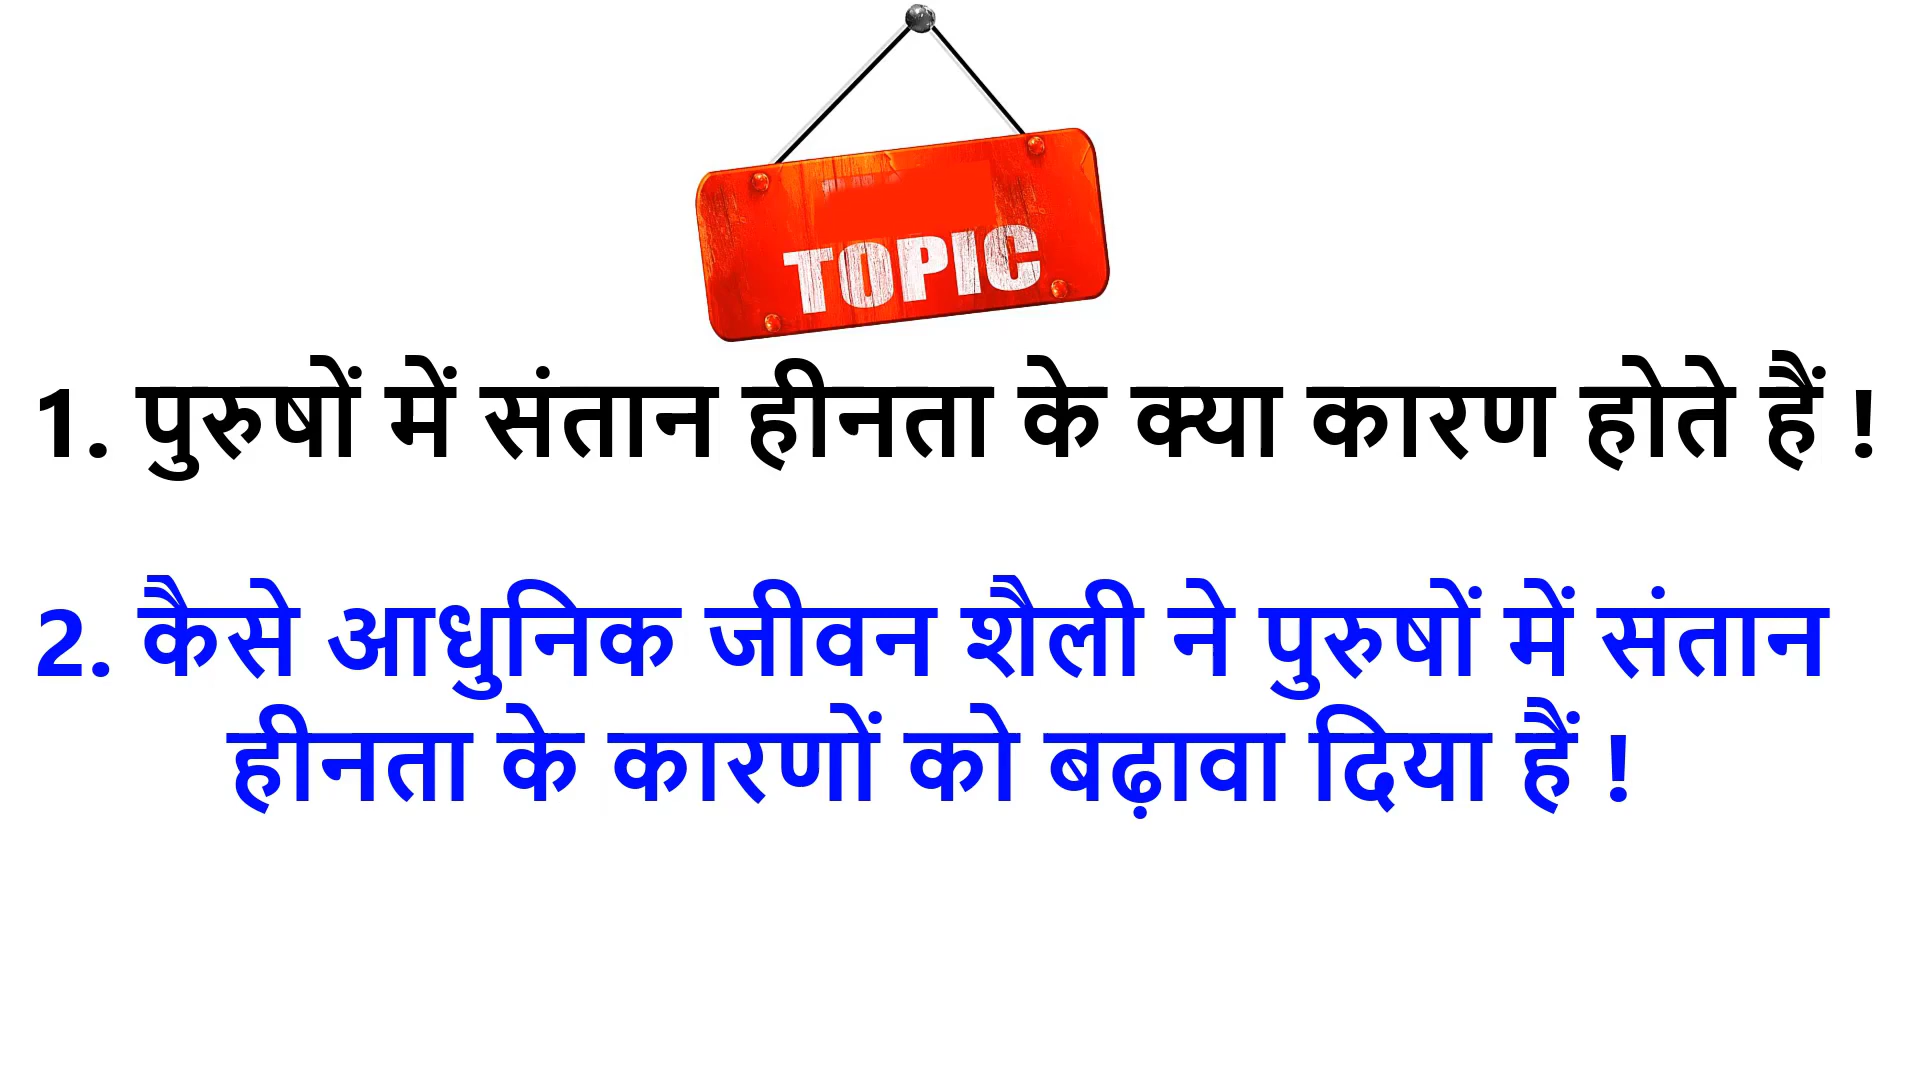 TOPIC
1. पुरुषों में संतान हीनता के क्या कारण होते हैं !
2. कैसे आधुनिक जीवन शैली ने पुरुषों में संतान
हीनता के कारणों को बढ़ावा दिया हैं !